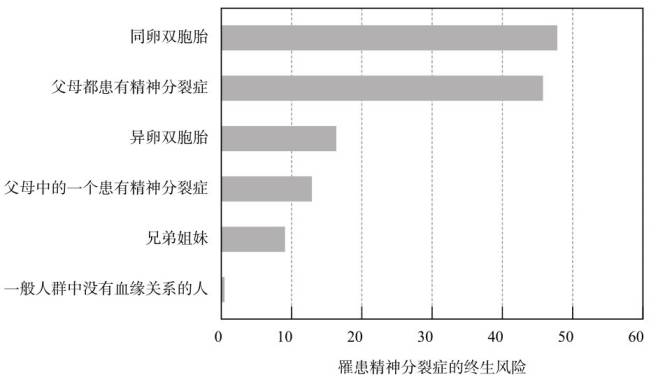 同卵双胞胎
父母都患有精神分裂症
异卵双胞胎
父母中的一个患有精神分裂症
兄弟姐妹
一般人群中没有血缘关系的人
0 10 20 30 40 50 60
罹患精神分裂症的终生风险